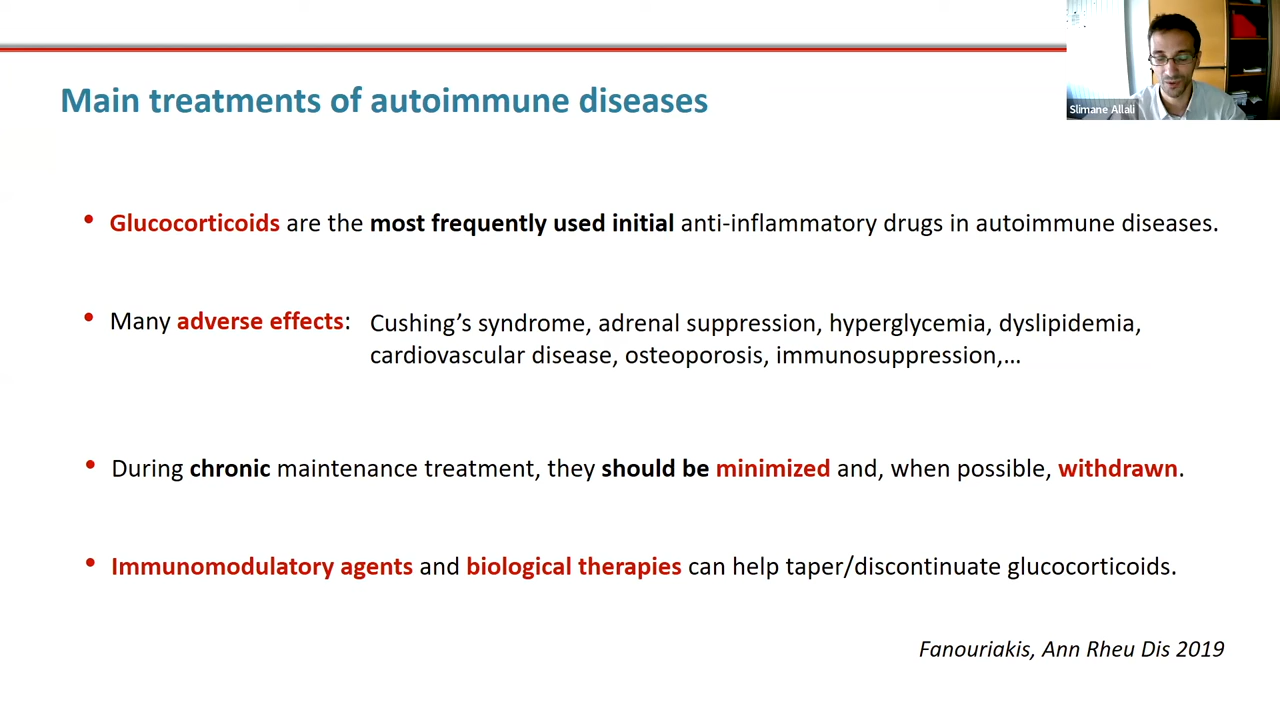 Slimane Allali
Main treatments of autoimmune diseases
• Glucocorticoids are the most frequently used initial anti-inflammatory drugs in autoimmune diseases.
• Many adverse effects: Cushing's syndrome, adrenal suppression, hyperglycemia, dyslipidemia,
cardiovascular disease, osteoporosis, immunosuppression,...
• During chronic maintenance treatment, they should be minimized and, when possible, withdrawn.
• Immunomodulatory agents and biological therapies can help taper/discontinuate glucocorticoids.
Fanouriakis, Ann Rheu Dis 2019